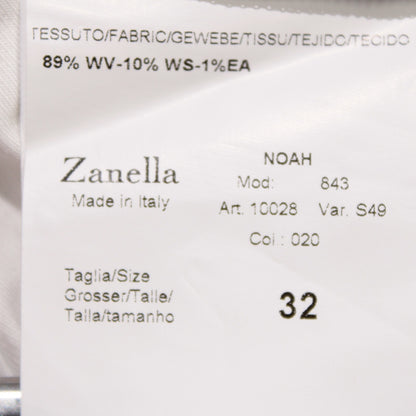 TESSUTO/FABRIC/GEWEBE/TISSU/TEJIDO/TECIDO
89% WV-10% WS-1%EA
Zanella
Made in Italy
NOAH
Mod: 843
Art. 10028 Var. S49
Col : 020
Taglia/Size
Grosser/Talle/
Talla/tamanho
32